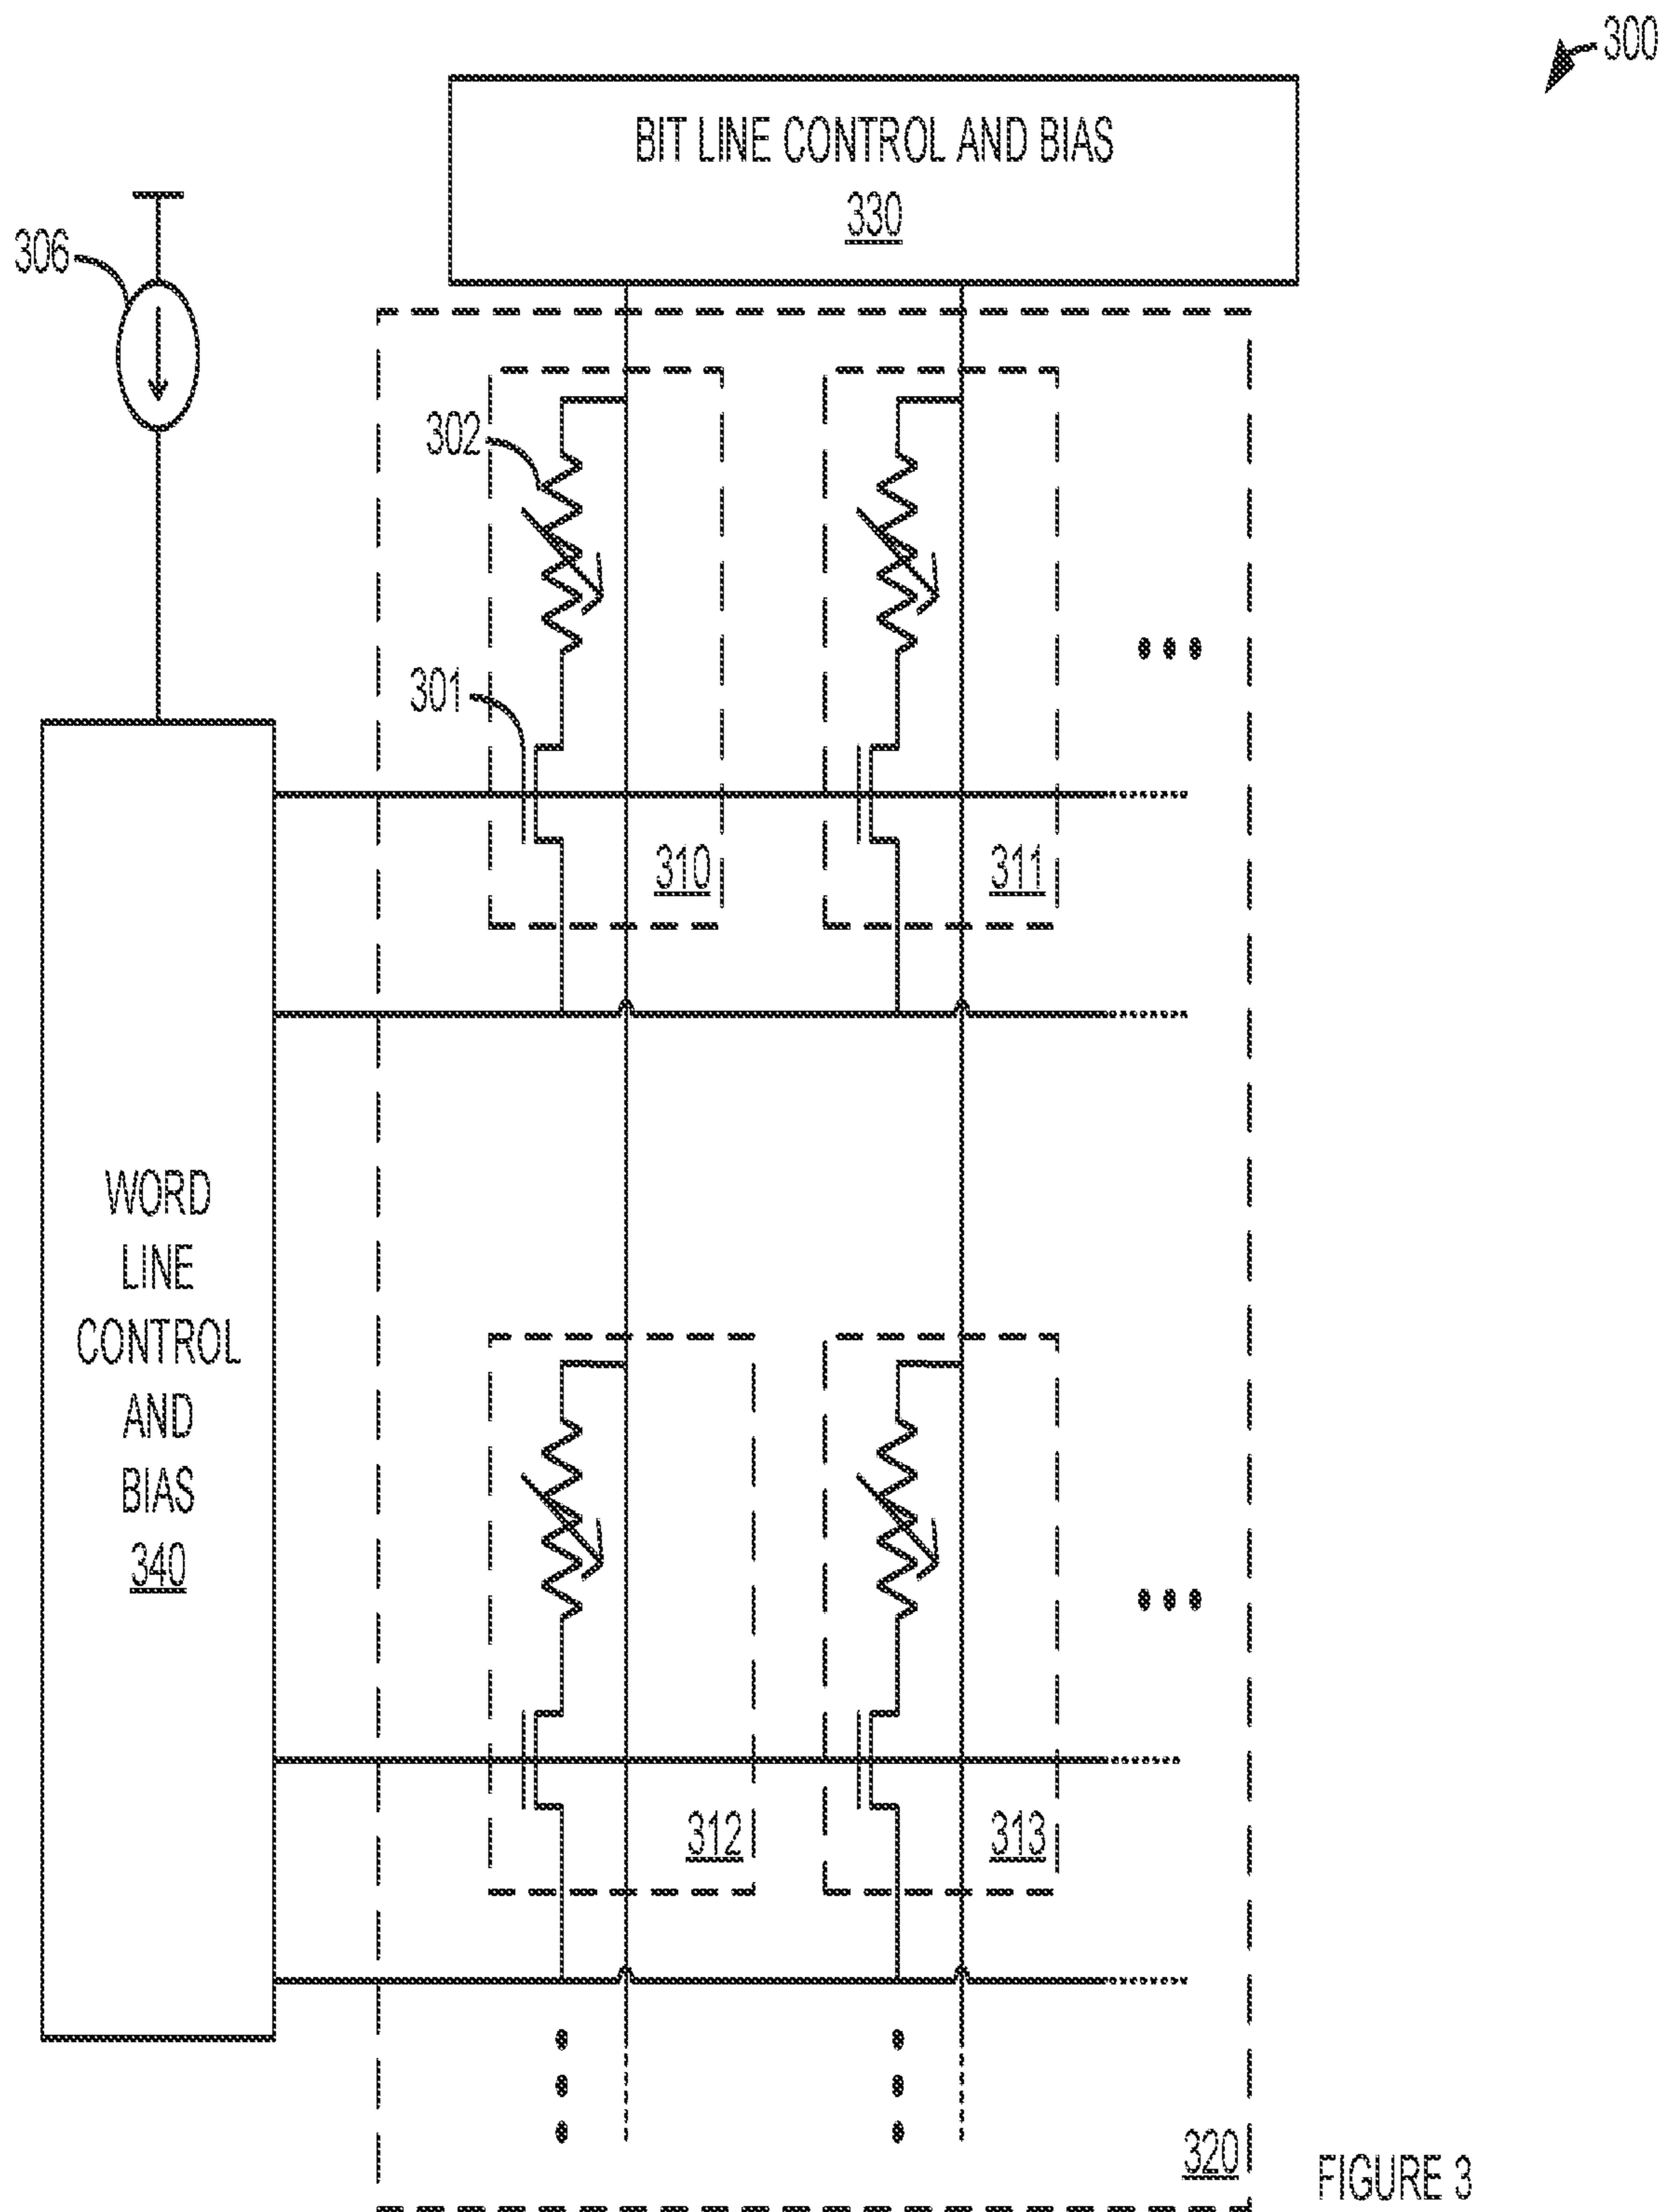 300
BIT LINE CONTROL AND BIAS
330
306
302
301
310
311
WORD
LINE
CONTROL
AND
BIAS
340
312
313
320
FIGURE 3